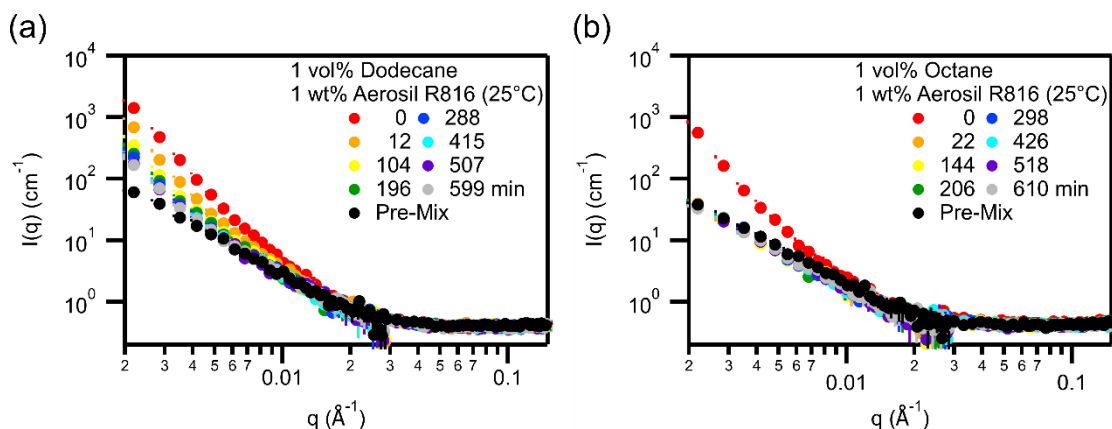 (a)
1 vol% Dodecane
1 wt% Aerosil R816 (25°C)
0 288
12 415
104 507
196 599 min
Pre-Mix
10⁴
10³
10²
10¹
10⁰
I(q) (cm⁻¹)
2 3 4 5 6 7 0.01 2 3 4 5 6 7 0.1
q (Å⁻¹)
(b)
1 vol% Octane
1 wt% Aerosil R816 (25°C)
0 298
22 426
144 518
206 610 min
Pre-Mix
10⁴
10³
10²
10¹
10⁰
I(q) (cm⁻¹)
2 3 4 5 6 7 0.01 2 3 4 5 6 7 0.1
q (Å⁻¹)